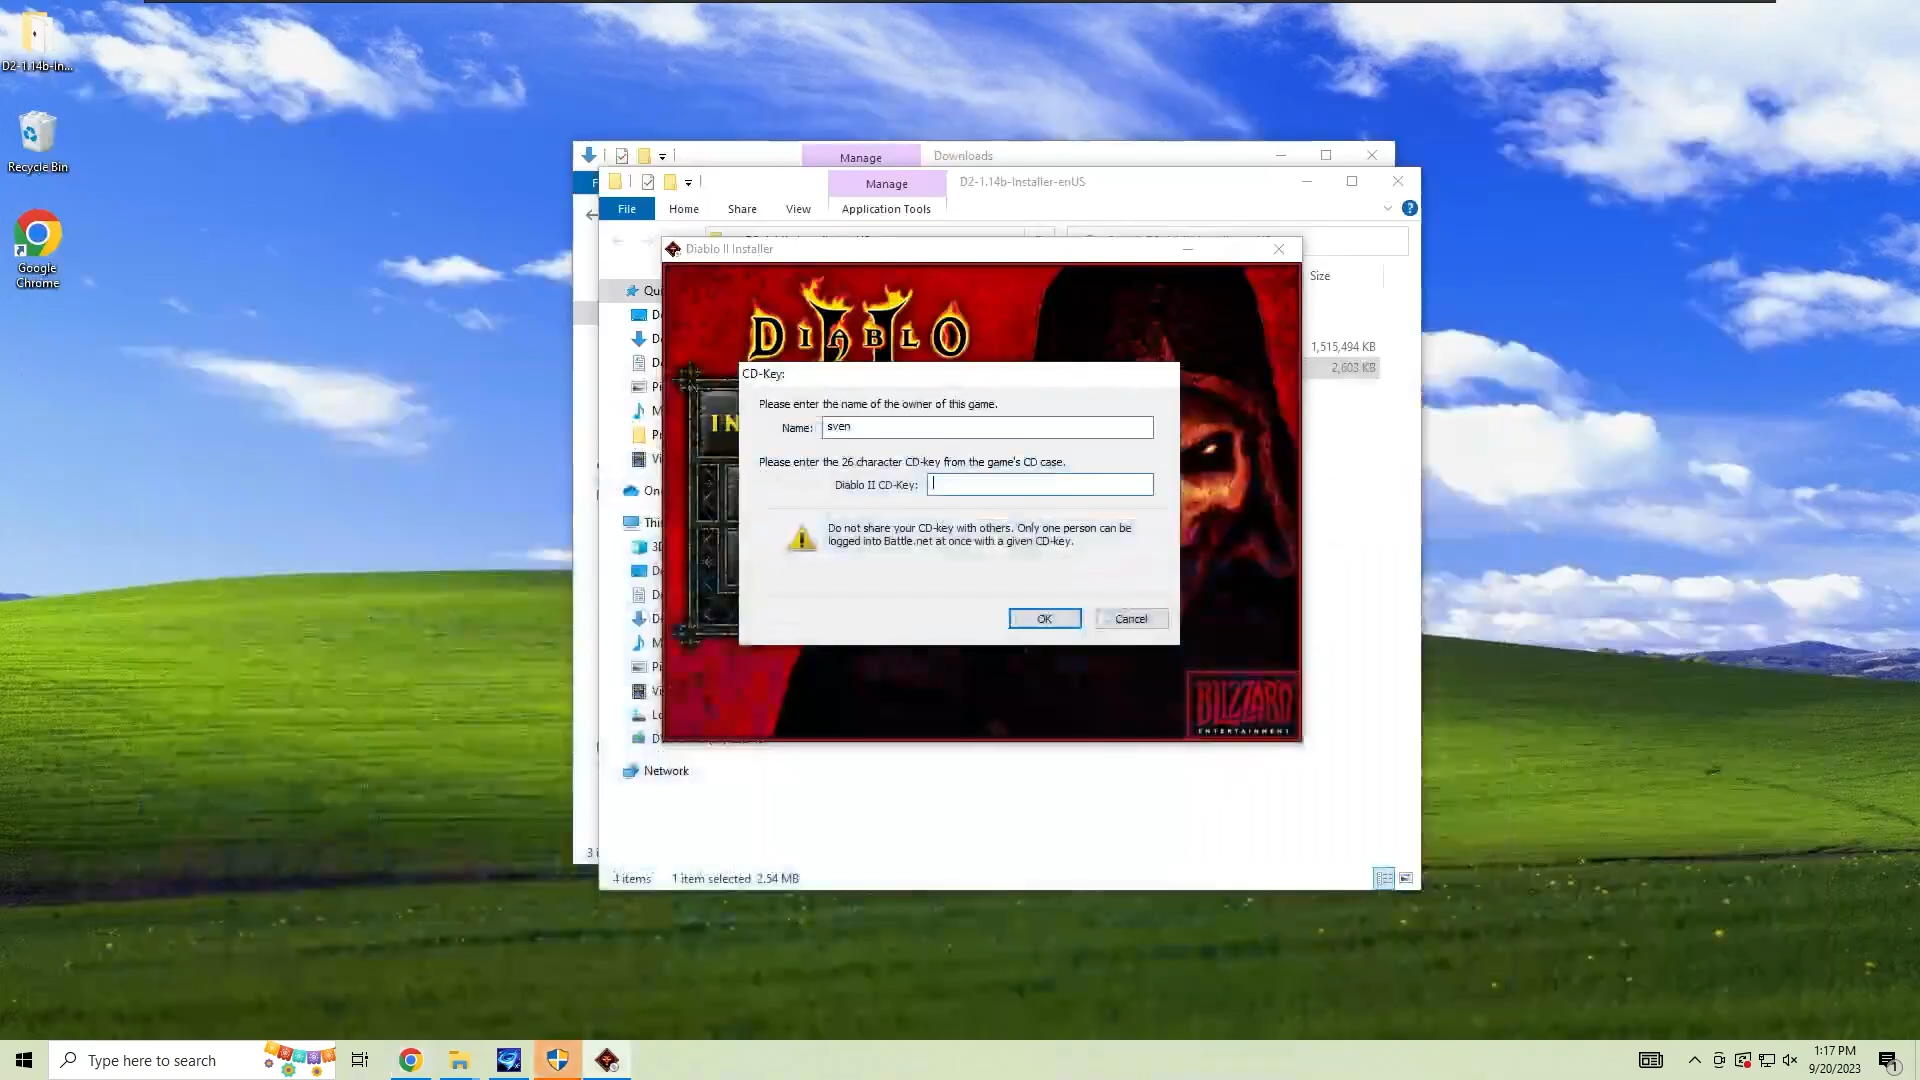 D2-1.14b-In...
Recycle Bin
Google
Chrome
Manage
Downloads
Manage
D2-1.14b-Installer-enUS
File
Home
Share
View
Application Tools
Diablo II Installer
Size
1,515,494 KB
2,603 KB
DIABLO
II
CD-Key:
Please enter the name of the owner of this game.
Name:
sven
Please enter the 26 character CD-key from the game's CD case.
Diablo II CD-Key:
Do not share your CD-key with others. Only one person can be
logged into Battle.net at once with a given CD-key.
OK
Cancel
BLIZZARD
ENTERTAINMENT
Network
4 items
1 item selected 2.54 MB
Type here to search
1:17 PM
9/20/2023
1